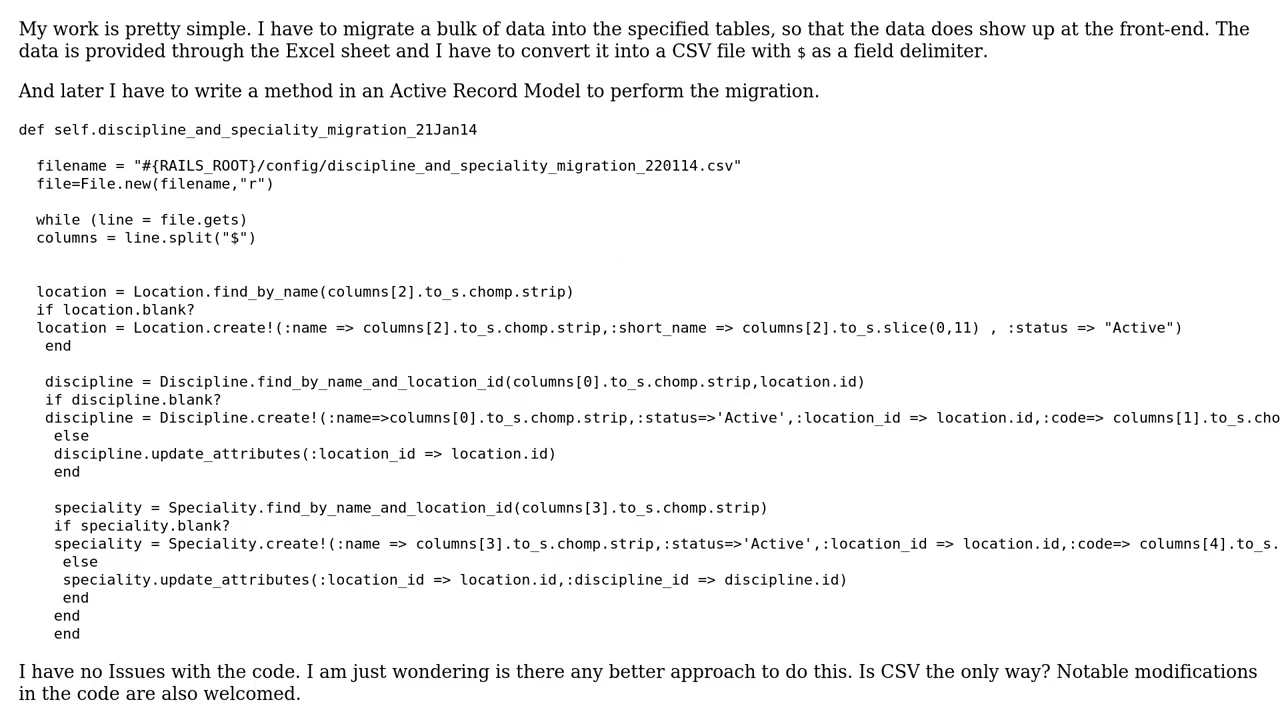 My work is pretty simple. I have to migrate a bulk of data into the specified tables, so that the data does show up at the front-end. The
data is provided through the Excel sheet and I have to convert it into a CSV file with $ as a field delimiter.
And later I have to write a method in an Active Record Model to perform the migration.
def self.discipline_and_speciality_migration_21Jan14
filename = "#{RAILS_ROOT}/config/discipline_and_speciality_migration_220114.csv"
file=File.new(filename,"r")
while (line = file.gets)
columns = line.split("$")
location = Location.find_by_name(columns[2].to_s.chomp.strip)
if location.blank?
location = Location.create!(:name => columns[2].to_s.chomp.strip,:short_name => columns[2].to_s.slice(0,11) , :status => "Active")
end
discipline = Discipline.find_by_name_and_location_id(columns[0].to_s.chomp.strip,location.id)
if discipline.blank?
discipline = Discipline.create!(:name=>columns[0].to_s.chomp.strip,:status=>'Active',:location_id => location.id,:code=> columns[1].to_s.cho
else
discipline.update_attributes(:location_id => location.id)
end
speciality = Speciality.find_by_name_and_location_id(columns[3].to_s.chomp.strip)
if speciality.blank?
speciality = Speciality.create!(:name => columns[3].to_s.chomp.strip,:status=>'Active',:location_id => location.id,:code=> columns[4].to_s.
else
speciality.update_attributes(:location_id => location.id,:discipline_id => discipline.id)
end
end
end
I have no Issues with the code. I am just wondering is there any better approach to do this. Is CSV the only way? Notable modifications
in the code are also welcomed.